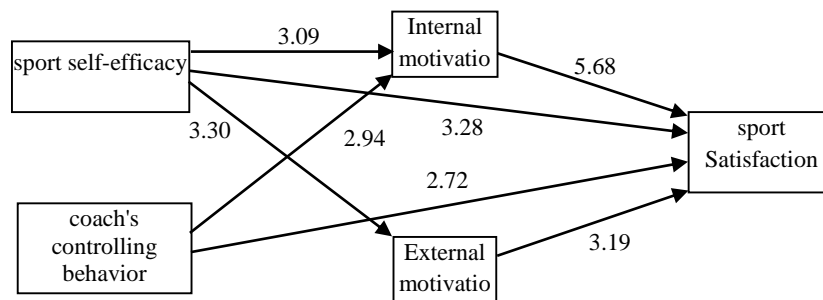 3.09
Internal
motivatio
sport self-efficacy
5.68
3.30
2.94
3.28
sport
Satisfaction
2.72
coach's
controlling
behavior
External
motivatio
3.19